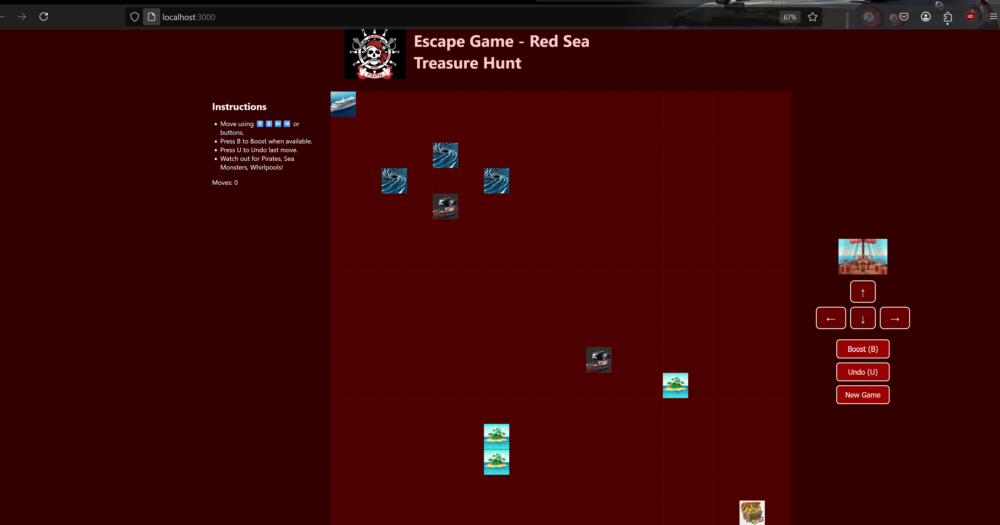 localhost:3000
67%
Escape Game - Red Sea
Treasure Hunt
PIRATES
Instructions
• Move using ⬆️ ⬇️ ⬅️ ➡️ or
buttons.
• Press B to Boost when available.
• Press U to Undo last move.
• Watch out for Pirates, Sea
Monsters, Whirlpools!
Moves: 0
↑
← ↓ →
Boost (B)
Undo (U)
New Game